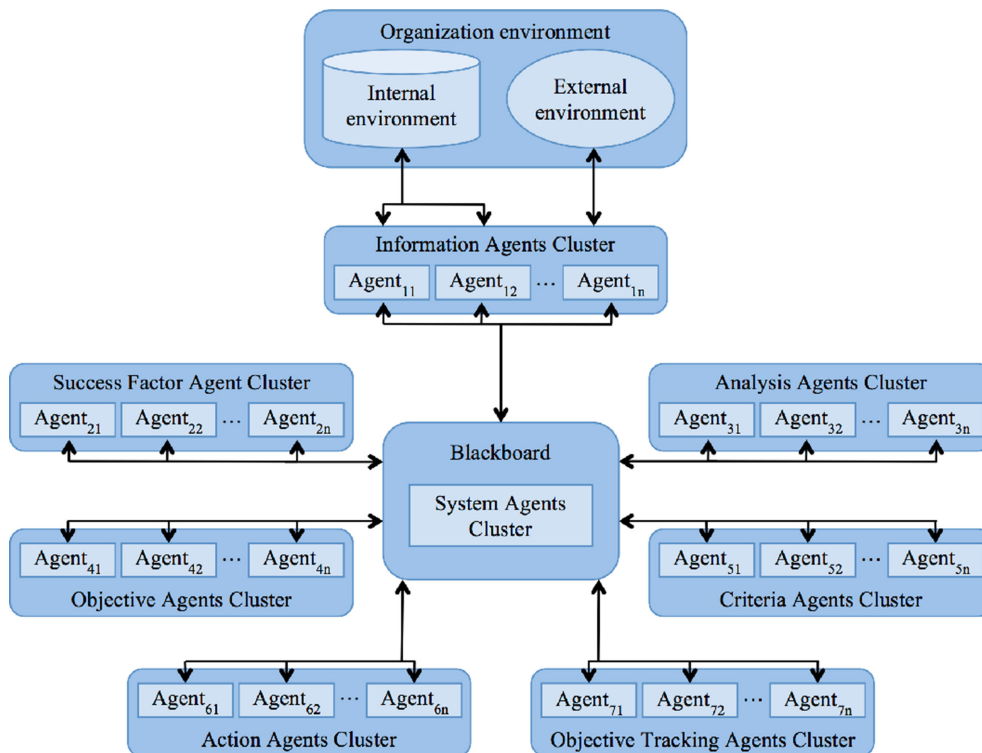 Organization environment
Internal
environment
External
environment
Information Agents Cluster
Agent11 Agent12 ... Agent1n
Success Factor Agent Cluster
Agent21 Agent22 ... Agent2n
Analysis Agents Cluster
Agent31 Agent32 ... Agent3n
Blackboard
System Agents
Cluster
Agent41 Agent42 ... Agent4n
Objective Agents Cluster
Agent51 Agent52 ... Agent5n
Criteria Agents Cluster
Agent61 Agent62 ... Agent6n
Action Agents Cluster
Agent71 Agent72 ... Agent7n
Objective Tracking Agents Cluster